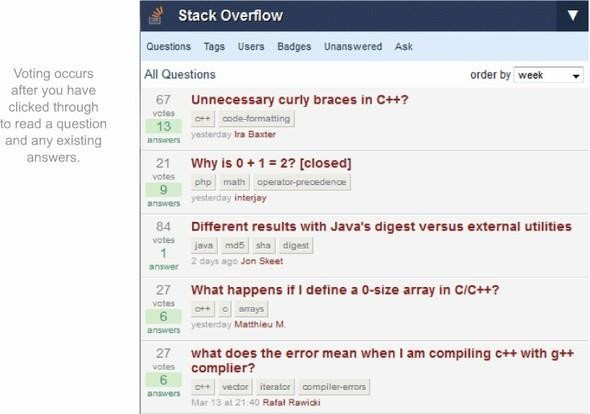 Voting occurs
after you have
clicked through
to read a question
and any existing
answers.
Stack Overflow
Questions Tags Users Badges Unanswered Ask
All Questions order by week
67
votes
13
answers
Unnecessary curly braces in C++?
c++ code-formatting
yesterday Ira Baxter
21
votes
9
answers
Why is 0 + 1 = 2? [closed]
php math operator-precedence
yesterday interjay
84
votes
1
answer
Different results with Java's digest versus external utilities
java md5 sha digest
2 days ago Jon Skeet
27
votes
6
answers
What happens if I define a 0-size array in C/C++?
c++ c arrays
yesterday Matthieu M.
27
votes
6
answers
what does the error mean when I am compiling c++ with g++
complier?
c++ vector iterator compiler-errors
Mar 13 at 21:40 Rafał Rawicki